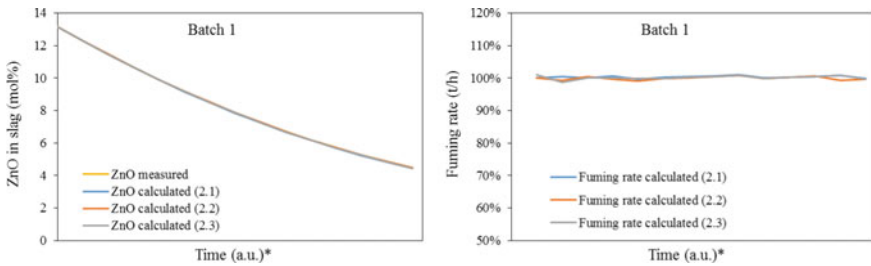 Batch 1
14
12
10
8
6
4
2
0
ZnO in slag (mol%)
ZnO measured
ZnO calculated (2.1)
ZnO calculated (2.2)
ZnO calculated (2.3)
Time (a.u.)*
Batch 1
120%
110%
100%
90%
80%
70%
60%
50%
Fuming rate (t/h)
Fuming rate calculated (2.1)
Fuming rate calculated (2.2)
Fuming rate calculated (2.3)
Time (a.u.)*